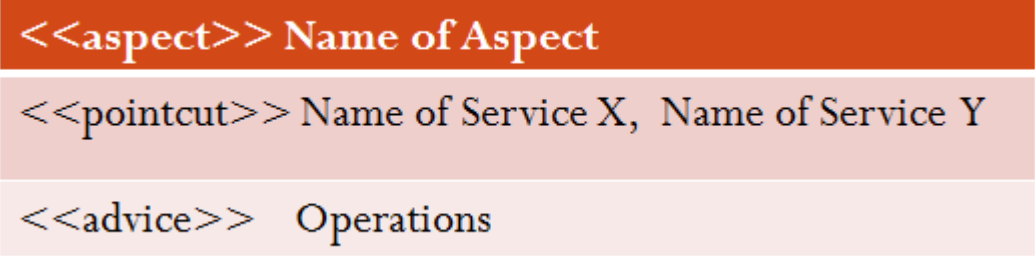 <<aspect>> Name of Aspect
<<pointcut>> Name of Service X, Name of Service Y
<<advice>> Operations